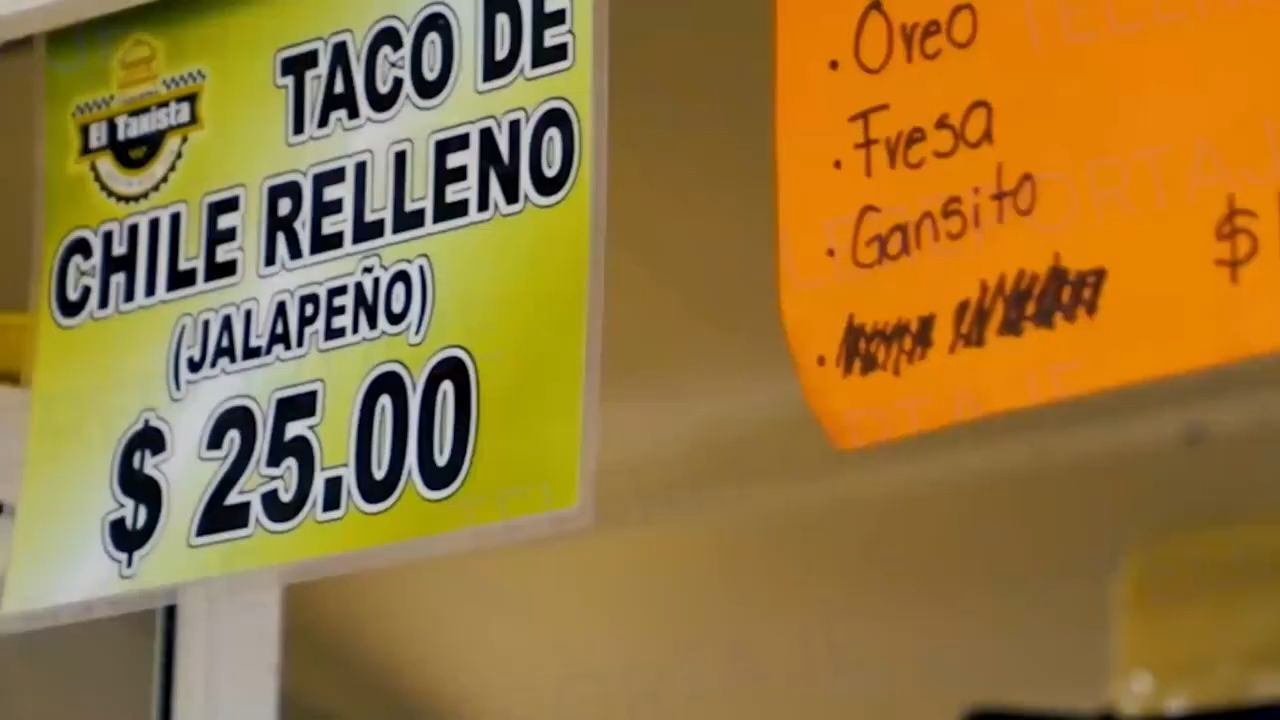 El Taxista
TACO DE
CHILE RELLENO
(JALAPEÑO)
$ 25.00
· Oreo
· Fresa
· Gansito
$